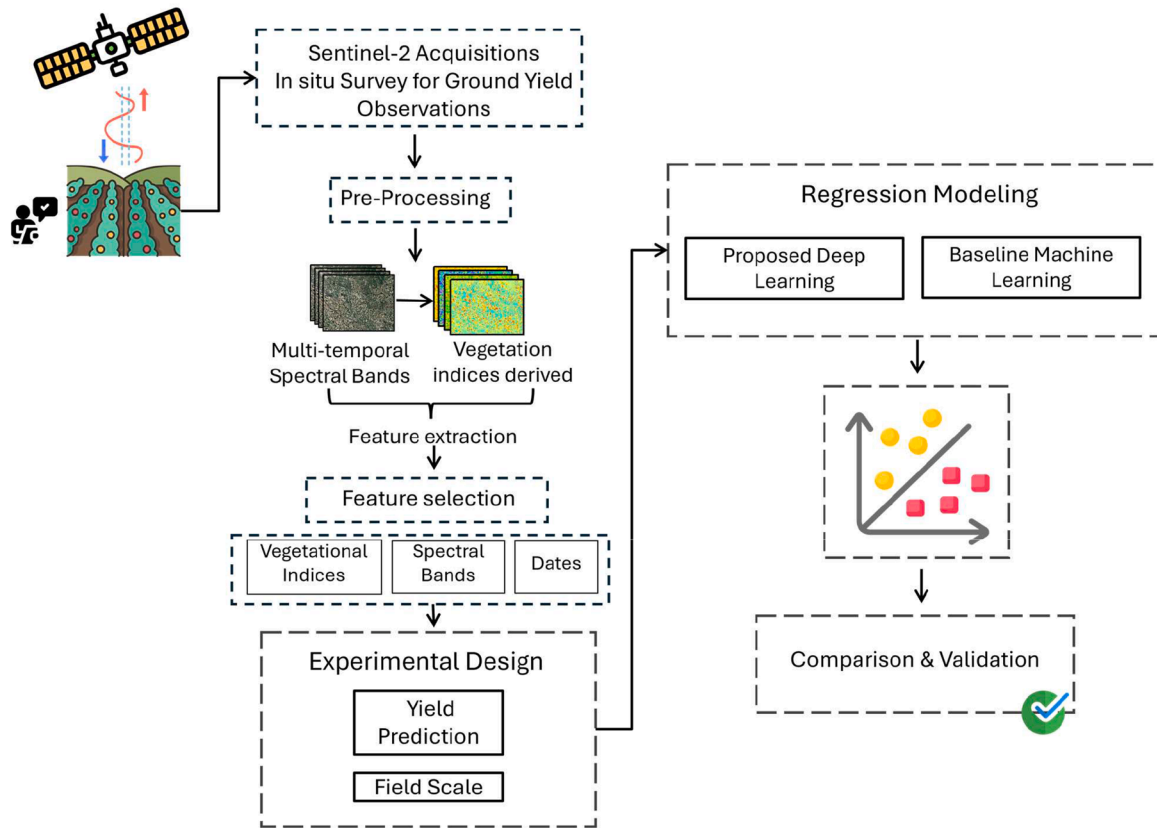 Sentinel-2 Acquisitions
In situ Survey for Ground Yield
Observations
Pre-Processing
Multi-temporal
Spectral Bands
Vegetation
indices derived
Feature extraction
Feature selection
Vegetational
Indices
Spectral
Bands
Dates
Experimental Design
Yield
Prediction
Field Scale
Regression Modeling
Proposed Deep
Learning
Baseline Machine
Learning
Comparison & Validation